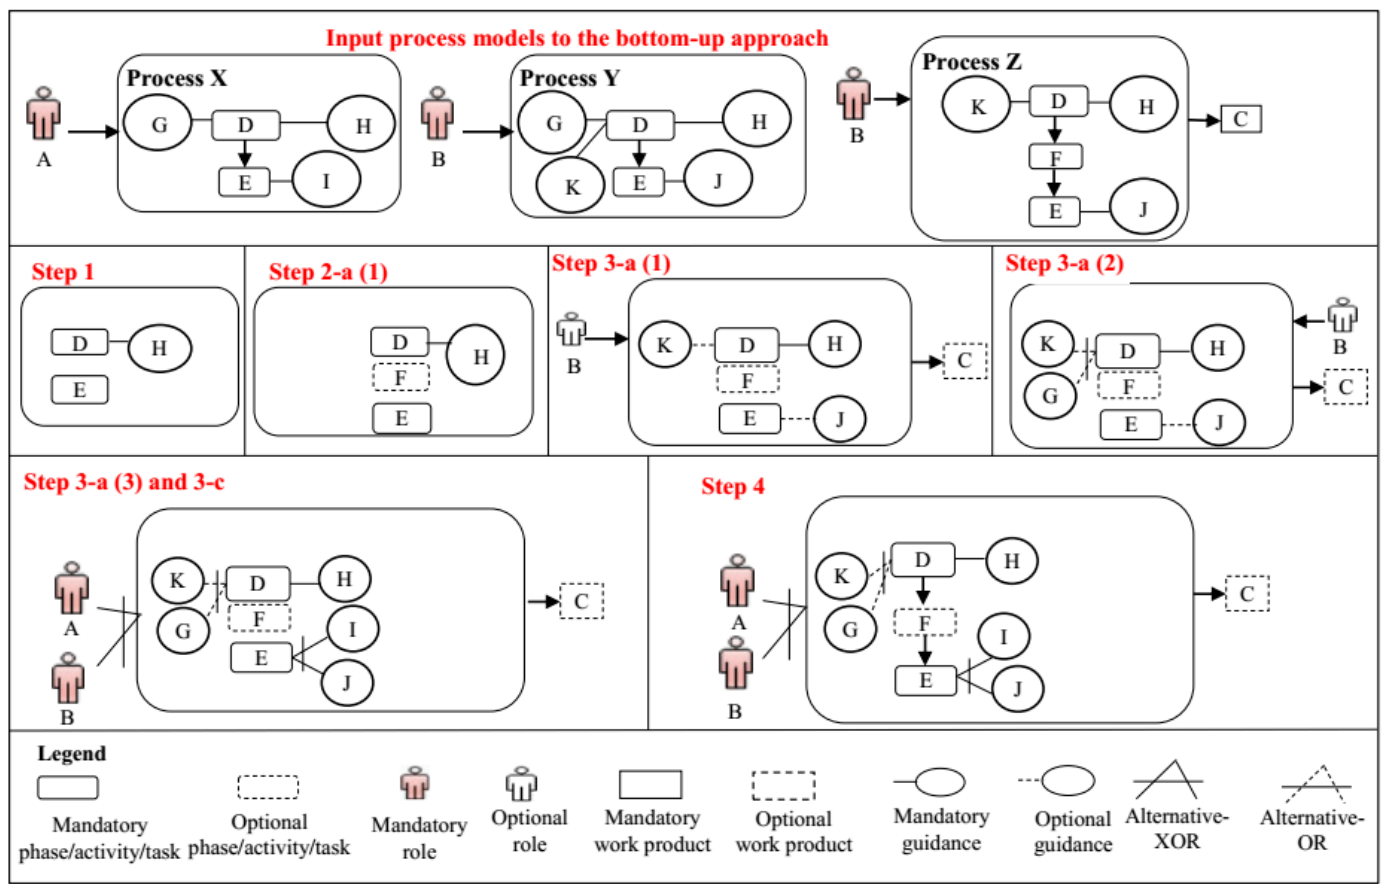 Input process models to the bottom-up approach
Process X
G
D
H
E
I
A
Process Y
G
D
H
K
E
J
B
Process Z
K
D
H
F
E
J
B
C
Step 1
D
H
E
Step 2-a (1)
D
H
F
E
Step 3-a (1)
B
K
D
H
F
E
J
C
Step 3-a (2)
K
D
H
G
F
E
J
B
C
Step 3-a (3) and 3-c
A
B
K
D
H
G
F
I
E
J
C
Step 4
A
B
K
D
H
G
F
I
E
J
C
Legend
Mandatory
phase/activity/task
Optional
phase/activity/task
Mandatory
role
Optional
role
Mandatory
work product
Optional
work product
Mandatory
guidance
Optional
guidance
Alternative-
XOR
Alternative-
OR